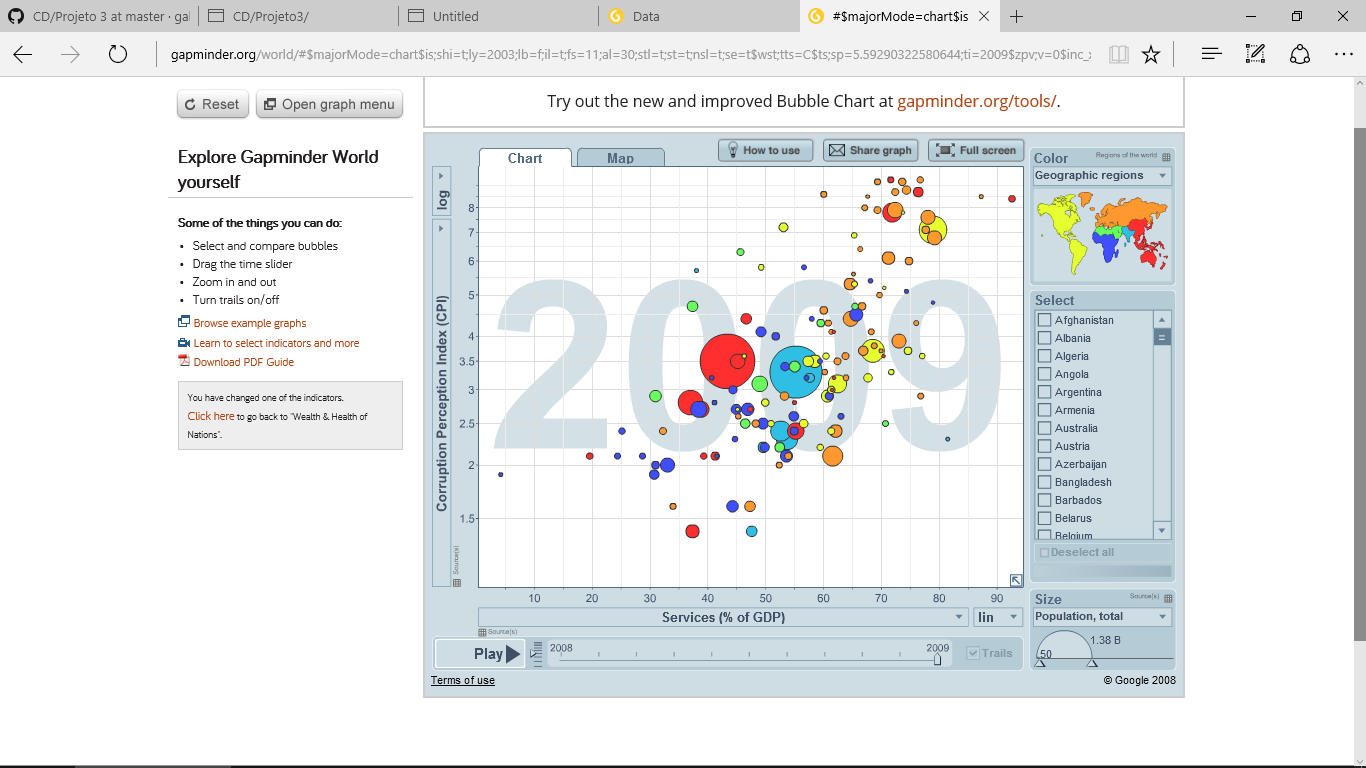 CD/Projeto 3 at master · gal
CD/Projeto3/
Untitled
Data
#$majorMode=chart$is
gapminder.org/world/#$majorMode=chart$is;shi=t;ly=2003;lb=f;il=t;fs=11;al=30;stl=t;st=t;nsl=t;se=t$wst;tts=C$ts;sp=5.59290322580644;ti=2009$zpv;v=0$inc_x
Reset
Open graph menu
Try out the new and improved Bubble Chart at gapminder.org/tools/.
Explore Gapminder World
yourself
Some of the things you can do:
• Select and compare bubbles
• Drag the time slider
• Zoom in and out
• Turn trails on/off
Browse example graphs
Learn to select indicators and more
Download PDF Guide
You have changed one of the indicators.
Click here to go back to "Wealth & Health of
Nations".
Chart
Map
How to use
Share graph
Full screen
log
Corruption Perception Index (CPI)
Source(s)
8
7
6
5
4
3.5
3
2.5
2
1.5
2009
10 20 30 40 50 60 70 80 90
Services (% of GDP)
lin
Source(s)
Play
2008
2009
Trails
Terms of use
© Google 2008
Color
Regions of the world
Geographic regions
Select
Afghanistan
Albania
Algeria
Angola
Argentina
Armenia
Australia
Austria
Azerbaijan
Bangladesh
Barbados
Belarus
Belgium
Deselect all
Size
Source(s)
Population, total
1.38 B
50